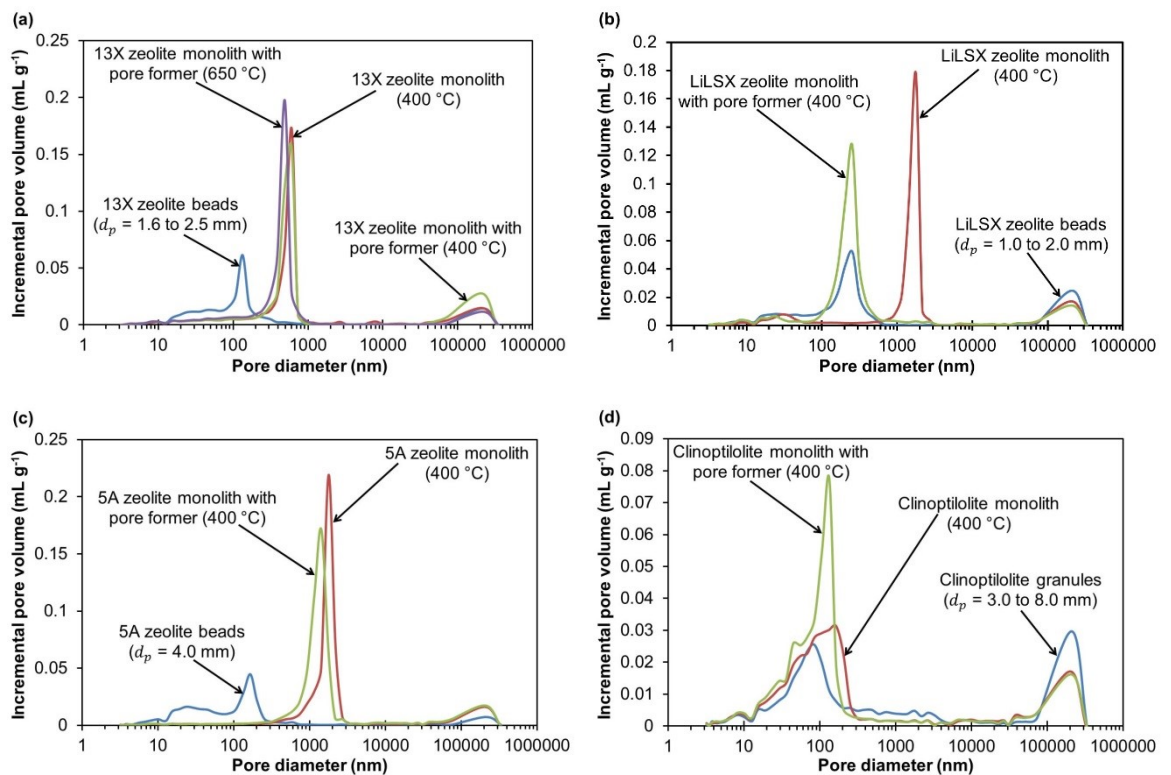 (a)
Incremental pore volume (mL g⁻¹)
0.25
0.2
0.15
0.1
0.05
0
13X zeolite monolith with
pore former (650 °C)
13X zeolite monolith
(400 °C)
13X zeolite beads
(dₚ = 1.6 to 2.5 mm)
13X zeolite monolith with
pore former (400 °C)
1 10 100 1000 10000 100000 1000000
Pore diameter (nm)
(b)
Incremental pore volume (mL g⁻¹)
0.2
0.18
0.16
0.14
0.12
0.1
0.08
0.06
0.04
0.02
0
LiLSX zeolite monolith
(400 °C)
LiLSX zeolite monolith
with pore former (400 °C)
LiLSX zeolite beads
(dₚ = 1.0 to 2.0 mm)
1 10 100 1000 10000 100000 1000000
Pore diameter (nm)
(c)
Incremental pore volume (mL g⁻¹)
0.25
0.2
0.15
0.1
0.05
0
5A zeolite monolith
(400 °C)
5A zeolite monolith with
pore former (400 °C)
5A zeolite beads
(dₚ = 4.0 mm)
1 10 100 1000 10000 100000 1000000
Pore diameter (nm)
(d)
Incremental pore volume (mL g⁻¹)
0.09
0.08
0.07
0.06
0.05
0.04
0.03
0.02
0.01
0
Clinoptilolite monolith with
pore former (400 °C)
Clinoptilolite monolith
(400 °C)
Clinoptilolite granules
(dₚ = 3.0 to 8.0 mm)
1 10 100 1000 10000 100000 1000000
Pore diameter (nm)